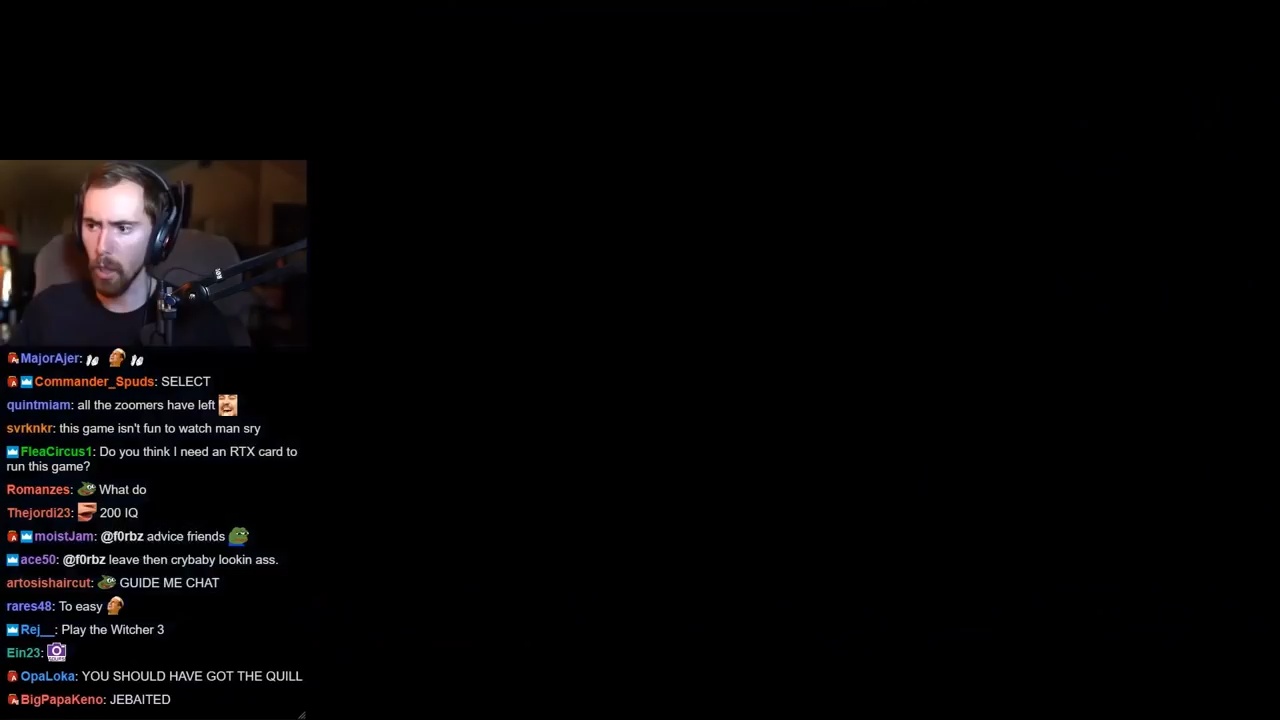 MajorAjer:
Commander_Spuds: SELECT
quintmiam: all the zoomers have left
svrknkr: this game isn't fun to watch man sry
FleaCircus1: Do you think I need an RTX card to
run this game?
Romanzes: What do
Thejordi23: 200 IQ
moistJam: @f0rbz advice friends
ace50: @f0rbz leave then crybaby lookin ass.
artosishaircut: GUIDE ME CHAT
rares48: To easy
Rej__: Play the Witcher 3
Ein23:
OpaLoka: YOU SHOULD HAVE GOT THE QUILL
BigPapaKeno: JEBAITED